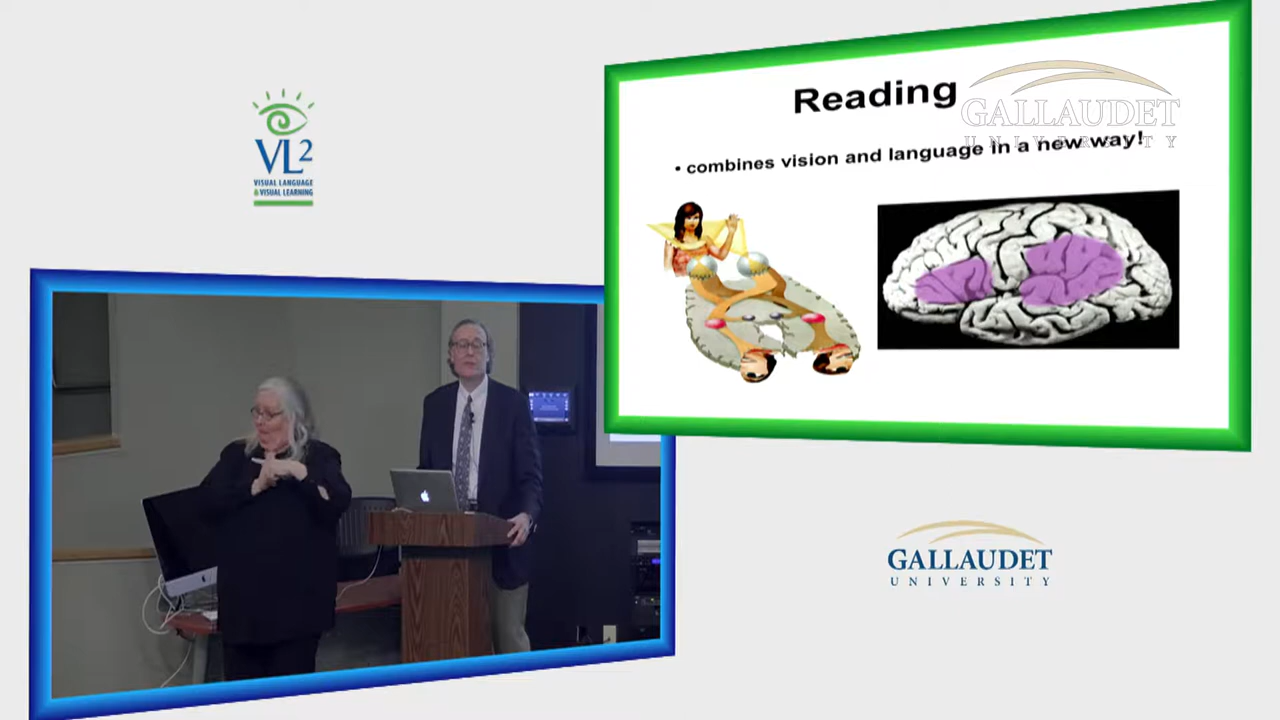 VL2
VISUAL LANGUAGE
& VISUAL LEARNING
Reading
GALLAUDET
UNIVERSITY
• combines vision and language in a new way!
GALLAUDET
UNIVERSITY